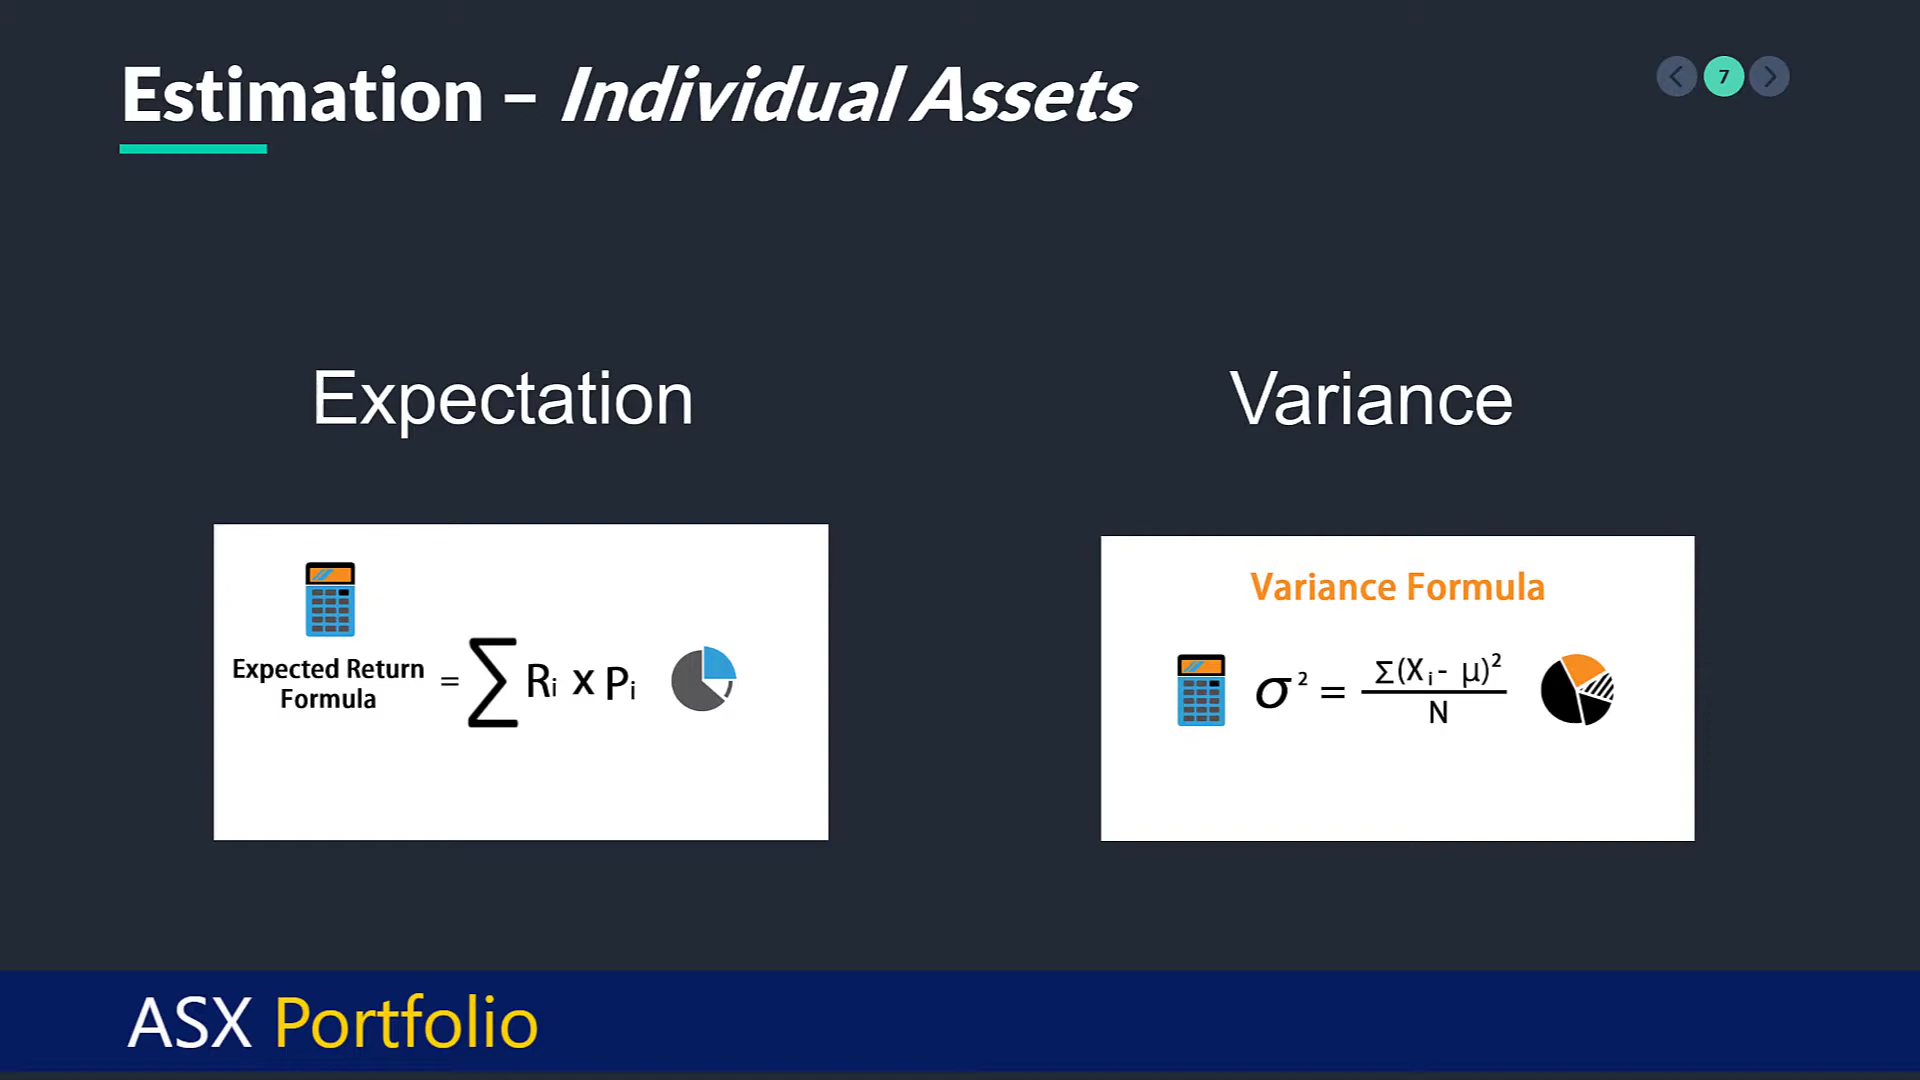 Estimation – Individual Assets
7
Expectation
Variance
Expected Return
Formula
= ∑ Ri x Pi
Variance Formula
σ² = Σ(Xi - μ)² / N
ASX Portfolio